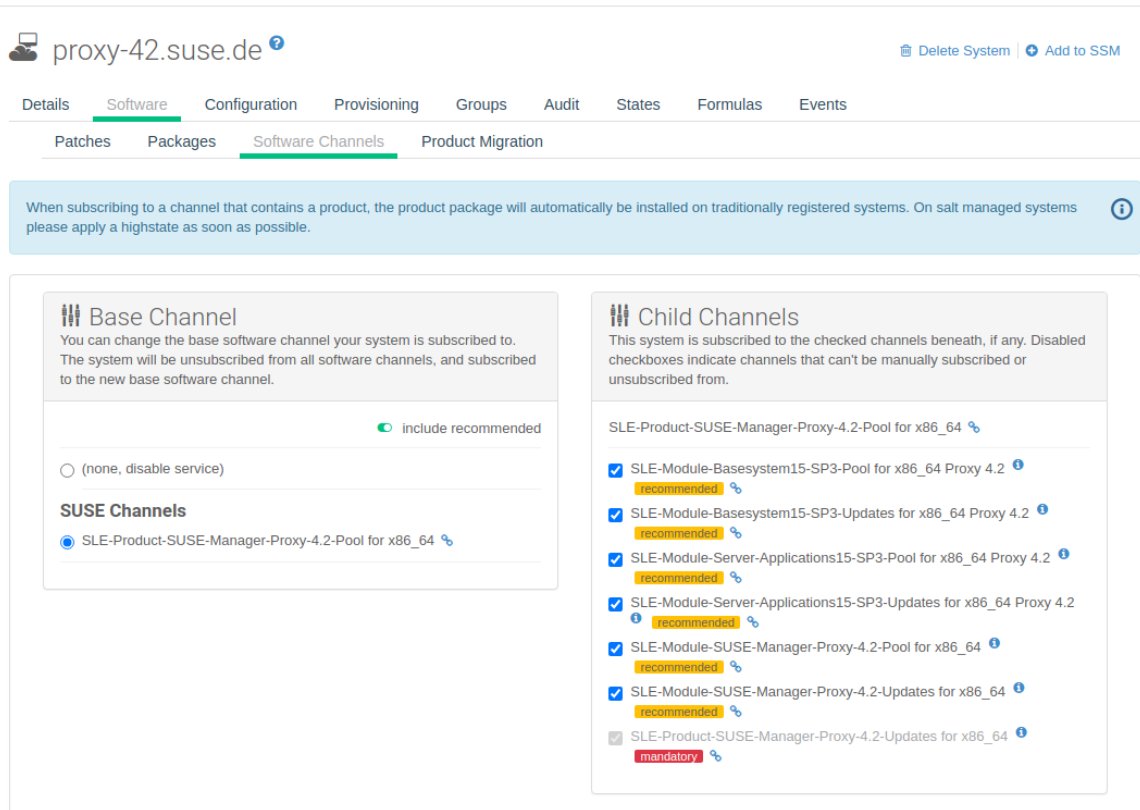 proxy-42.suse.de ?
Delete System | Add to SSM
Details Software Configuration Provisioning Groups Audit States Formulas Events
Patches Packages Software Channels Product Migration
When subscribing to a channel that contains a product, the product package will automatically be installed on traditionally registered systems. On salt managed systems
please apply a highstate as soon as possible.
Base Channel
You can change the base software channel your system is subscribed to.
The system will be unsubscribed from all software channels, and subscribed
to the new base software channel.
include recommended
(none, disable service)
SUSE Channels
SLE-Product-SUSE-Manager-Proxy-4.2-Pool for x86_64
Child Channels
This system is subscribed to the checked channels beneath, if any. Disabled
checkboxes indicate channels that can't be manually subscribed or
unsubscribed from.
SLE-Product-SUSE-Manager-Proxy-4.2-Pool for x86_64
SLE-Module-Basesystem15-SP3-Pool for x86_64 Proxy 4.2
recommended
SLE-Module-Basesystem15-SP3-Updates for x86_64 Proxy 4.2
recommended
SLE-Module-Server-Applications15-SP3-Pool for x86_64 Proxy 4.2
recommended
SLE-Module-Server-Applications15-SP3-Updates for x86_64 Proxy 4.2
recommended
SLE-Module-SUSE-Manager-Proxy-4.2-Pool for x86_64
recommended
SLE-Module-SUSE-Manager-Proxy-4.2-Updates for x86_64
recommended
SLE-Product-SUSE-Manager-Proxy-4.2-Updates for x86_64
mandatory